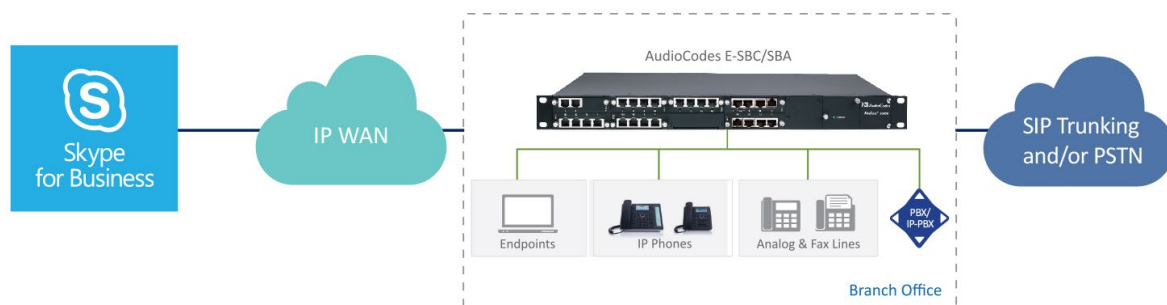 AudioCodes E-SBC/SBA
S
Skype
for Business
IP WAN
AudioCodes
SIP Trunking
and/or PSTN
Endpoints
IP Phones
Analog & Fax Lines
PBX/
IP-PBX
Branch Office